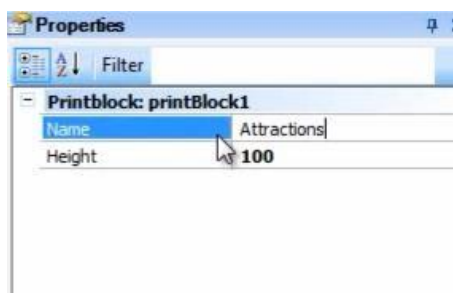 Properties
Filter
Printblock: printBlock1
Name Attractions
Height 100